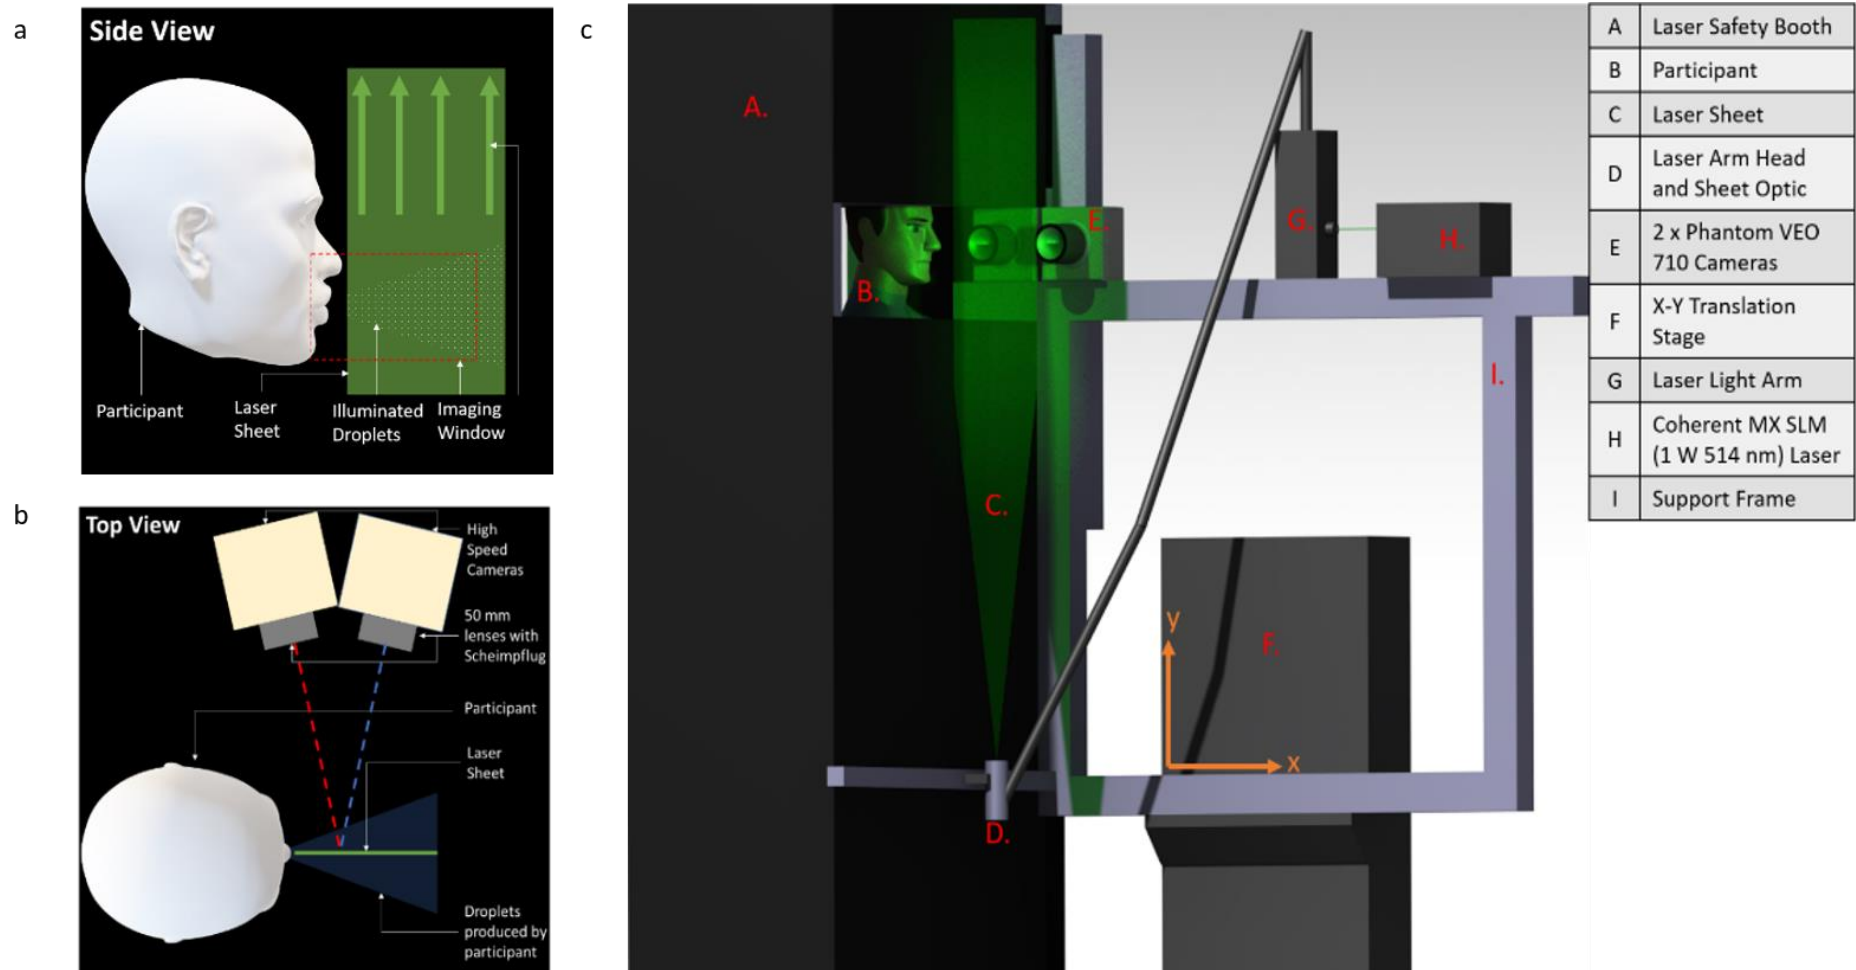 a
Side View
Participant
Laser
Sheet
Illuminated
Droplets
Imaging
Window
b
Top View
High
Speed
Cameras
50 mm
lenses with
Scheimpflug
Participant
Laser
Sheet
Droplets
produced by
participant
c
A.
B.
C.
D.
E.
F.
G.
H.
I.
y
x
A Laser Safety Booth
B Participant
C Laser Sheet
D Laser Arm Head
and Sheet Optic
E 2 x Phantom VEO
710 Cameras
F X-Y Translation
Stage
G Laser Light Arm
H Coherent MX SLM
(1 W 514 nm) Laser
I Support Frame